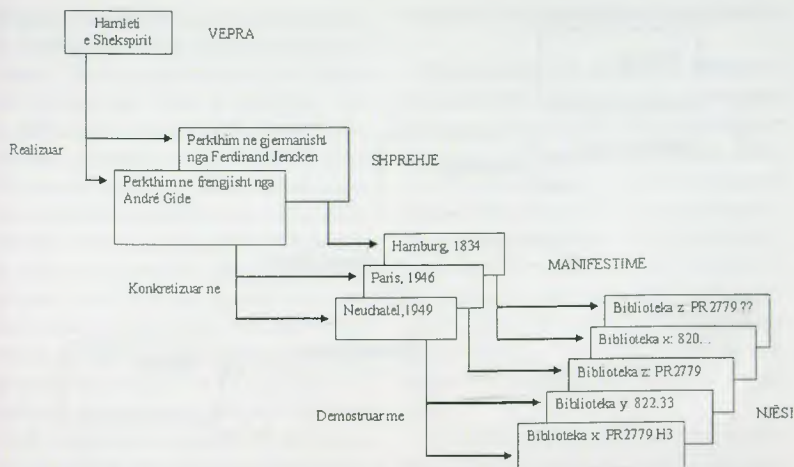 Hamleti
e Shekspirit
VEPRA
Realizuar
Perkthim ne gjermanisht
nga Ferdinand Jencken
SHPREHJE
Perkthim ne frengjisht nga
André Gide
Hamburg, 1834
MANIFESTIME
Paris, 1946
Konkretizuar ne
Neuchatel, 1949
Biblioteka z: PR2779 ??
Biblioteka x: 820...
Biblioteka z: PR2779
Biblioteka y 822.33
NJËSI
Demostruar me
Biblioteka x PR2779 H3